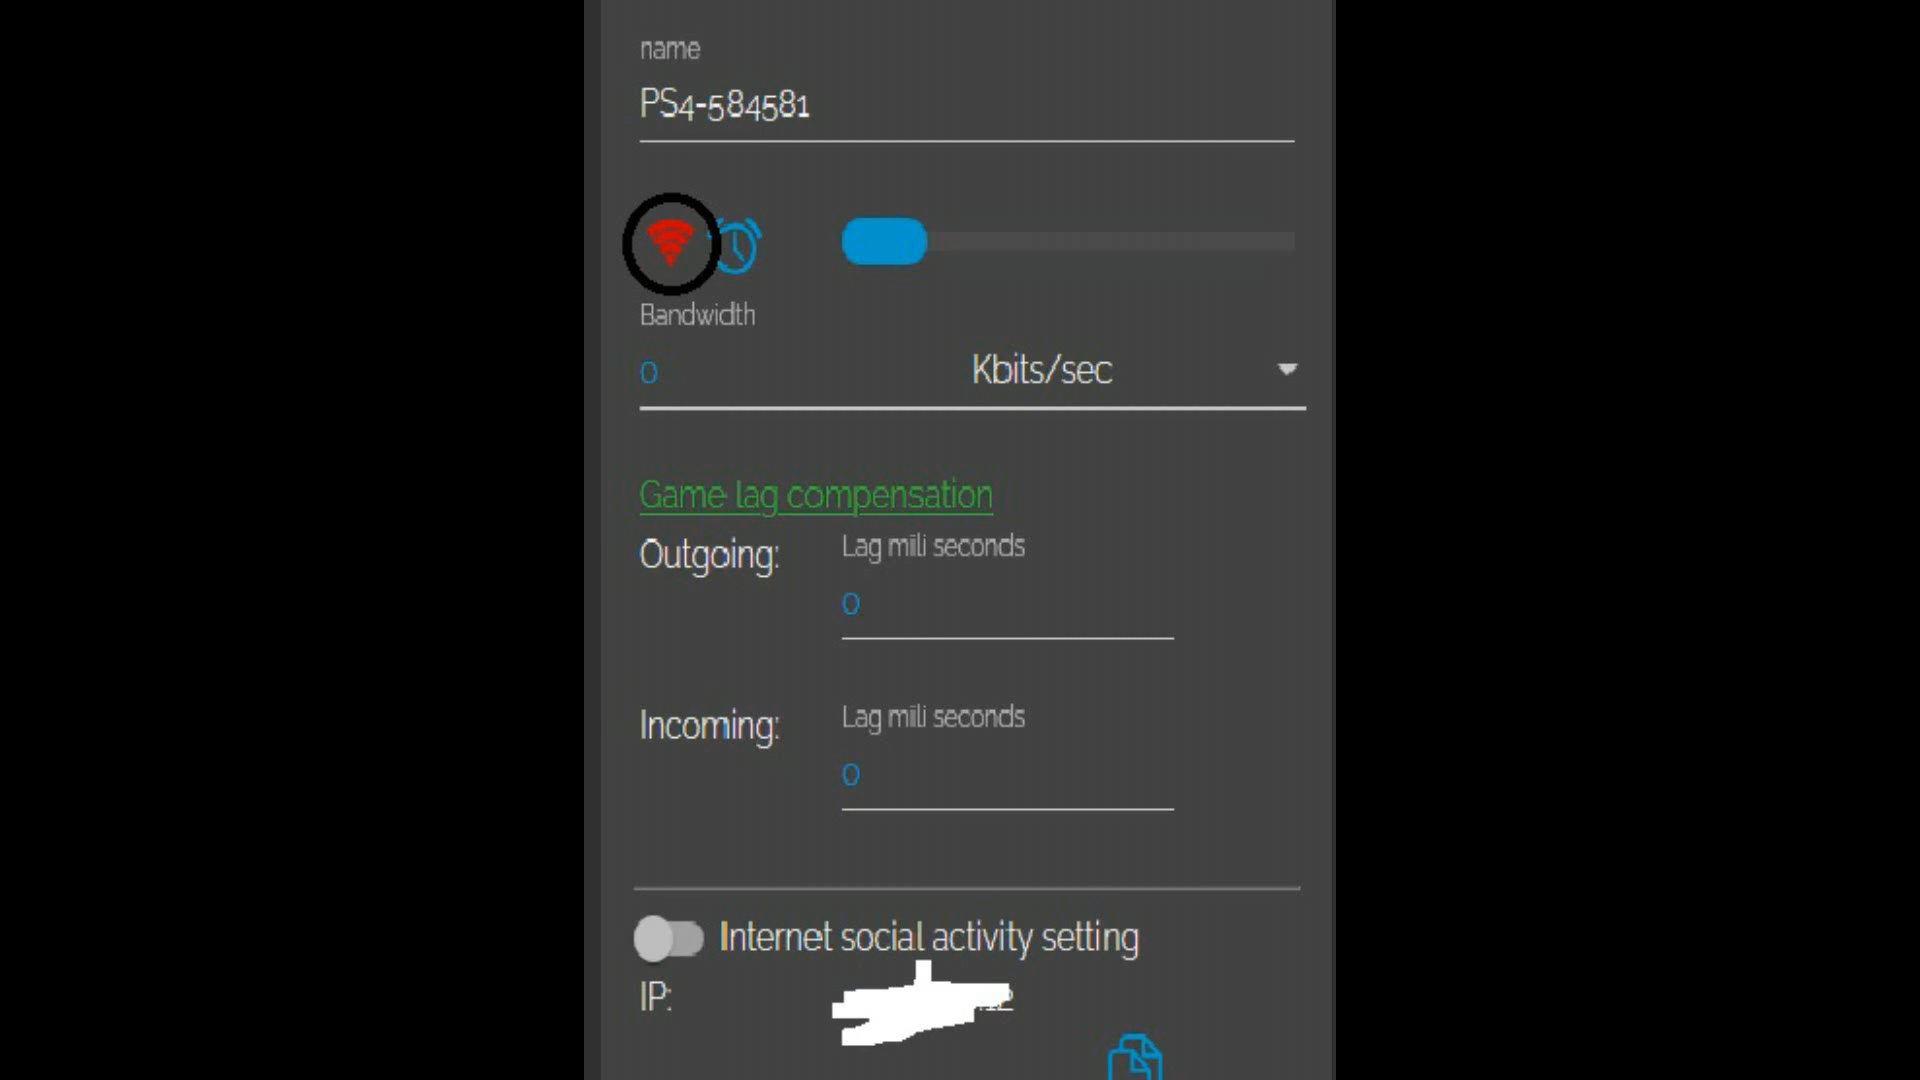 name
PS4-584581
Bandwidth
0 Kbits/sec
Game lag compensation
Outgoing: Lag mili seconds
0
Incoming: Lag mili seconds
0
Internet social activity setting
IP: